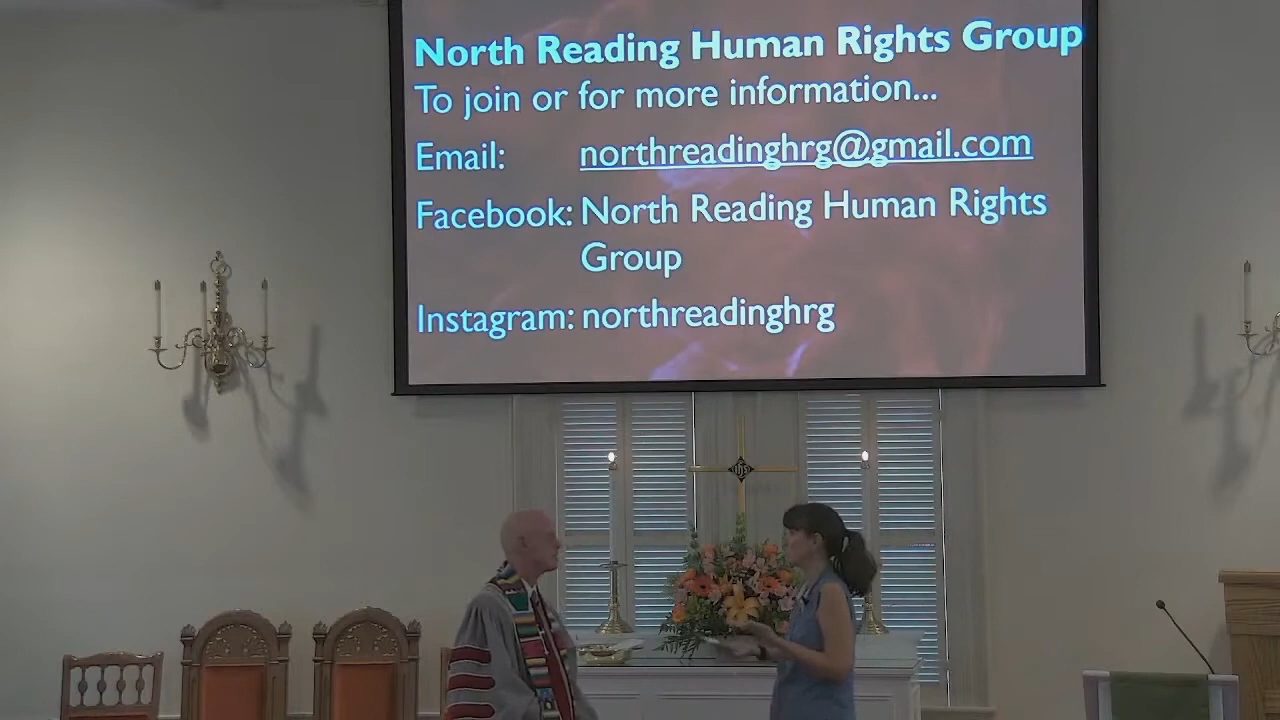 North Reading Human Rights Group
To join or for more information...
Email: northreadinghrg@gmail.com
Facebook: North Reading Human Rights
Group
Instagram: northreadinghrg